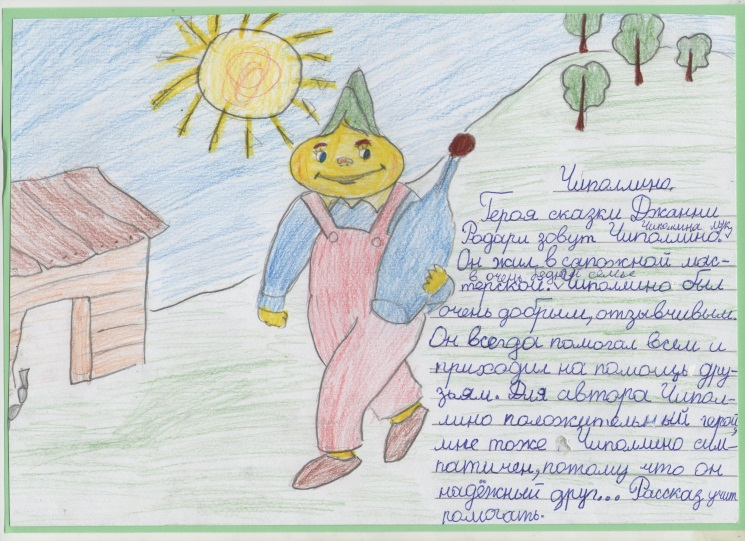 Чиполлино.
Героя сказки Джанни
Родари зовут Чиполлино.
Чиполлина лук,
Он жил в сапожной мас-
в очень бедной семье
терской. Чиполлино был
очень добрым, отзывчивым.
Он всегда помогал всем и
приходил на помощь дру-
зьям. Для автора Чипол-
лино положительный герой,
мне тоже Чиполлино сим-
патичен, потому что он
надёжный друг... Рассказ учит
помогать.